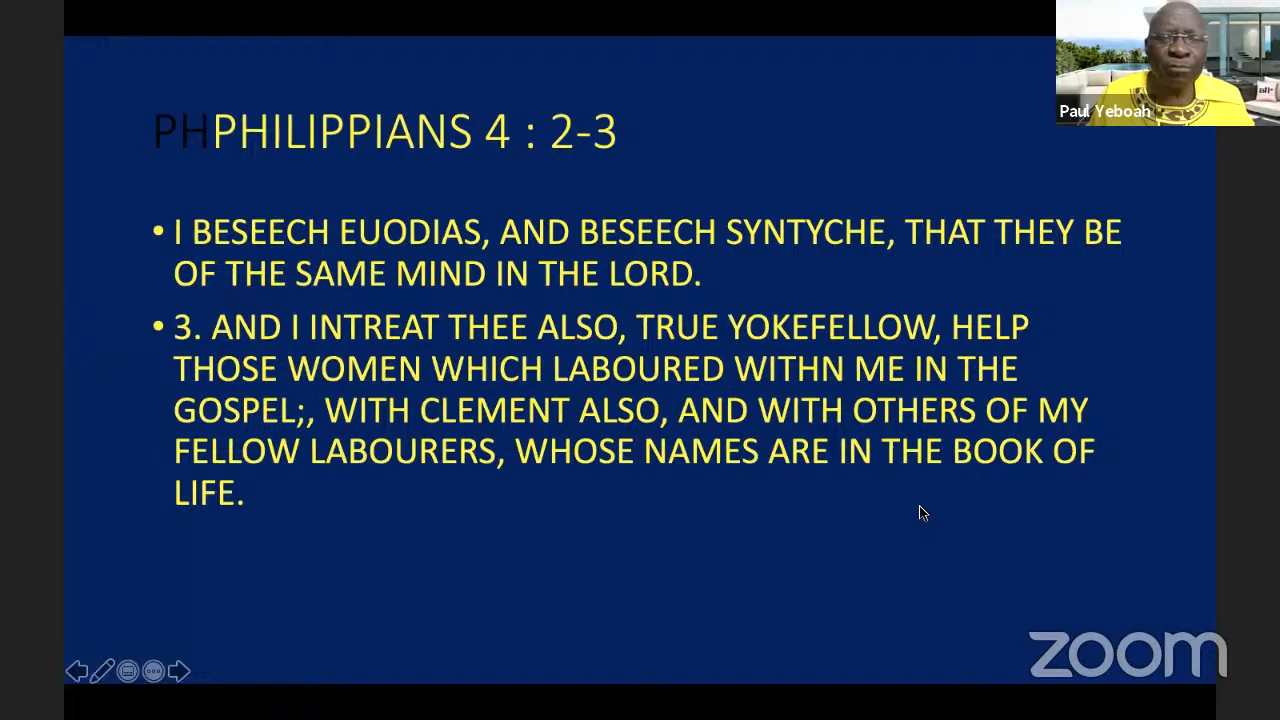 Paul Yeboah
PHPHILIPPIANS 4 : 2-3
• I BESEECH EUODIAS, AND BESEECH SYNTYCHE, THAT THEY BE
OF THE SAME MIND IN THE LORD.
• 3. AND I INTREAT THEE ALSO, TRUE YOKEFELLOW, HELP
THOSE WOMEN WHICH LABOURED WITHN ME IN THE
GOSPEL;, WITH CLEMENT ALSO, AND WITH OTHERS OF MY
FELLOW LABOURERS, WHOSE NAMES ARE IN THE BOOK OF
LIFE.
zoom